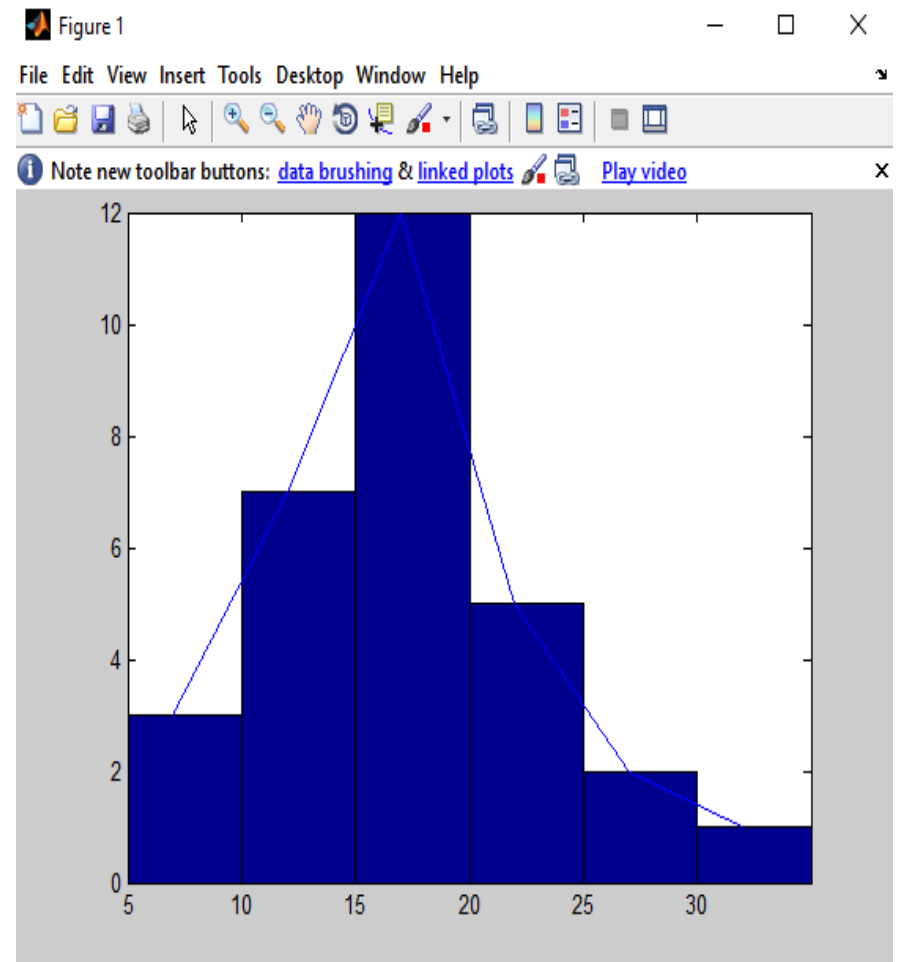 Figure 1
File Edit View Insert Tools Desktop Window Help
Note new toolbar buttons: data brushing & linked plots Play video
12
10
8
6
4
2
0
5 10 15 20 25 30